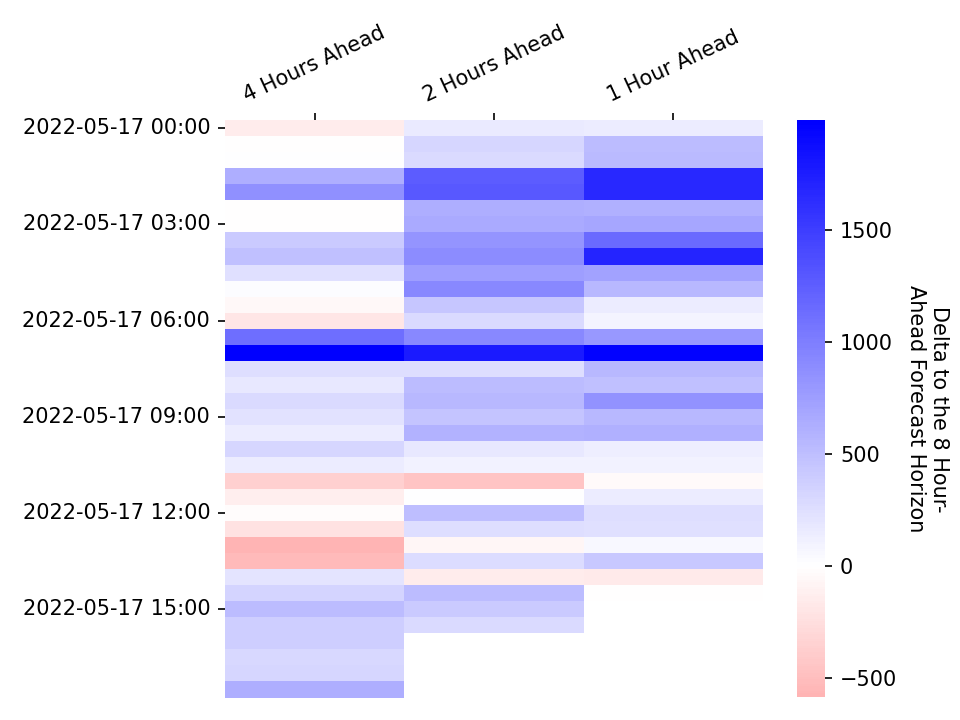 4 Hours Ahead
2 Hours Ahead
1 Hour Ahead
2022-05-17 00:00
2022-05-17 03:00
2022-05-17 06:00
2022-05-17 09:00
2022-05-17 12:00
2022-05-17 15:00
1500
1000
500
0
−500
Delta to the 8 Hour-
Ahead Forecast Horizon